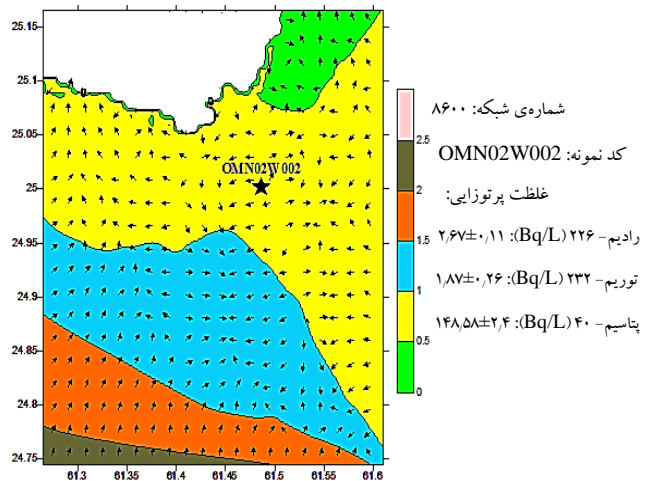 25.15
25.1
25.05
25
24.95
24.9
24.85
24.8
24.75
61.3 61.35 61.4 61.45 61.5 61.55 61.6
OMN02W002
2.5
2
1.5
1
0.5
0
شماره‌ی شبکه: ۸۶۰۰
کد نمونه: OMN02W002
غلظت پرتوزایی:
رادیم- ۲۲۶ (Bq/L): ۲٫۶۷±۰٫۱۱
توریم- ۲۳۲ (Bq/L): ۱٫۸۷±۰٫۲۶
پتاسیم- ۴۰ (Bq/L): ۱۴۸٫۵۸±۲٫۴